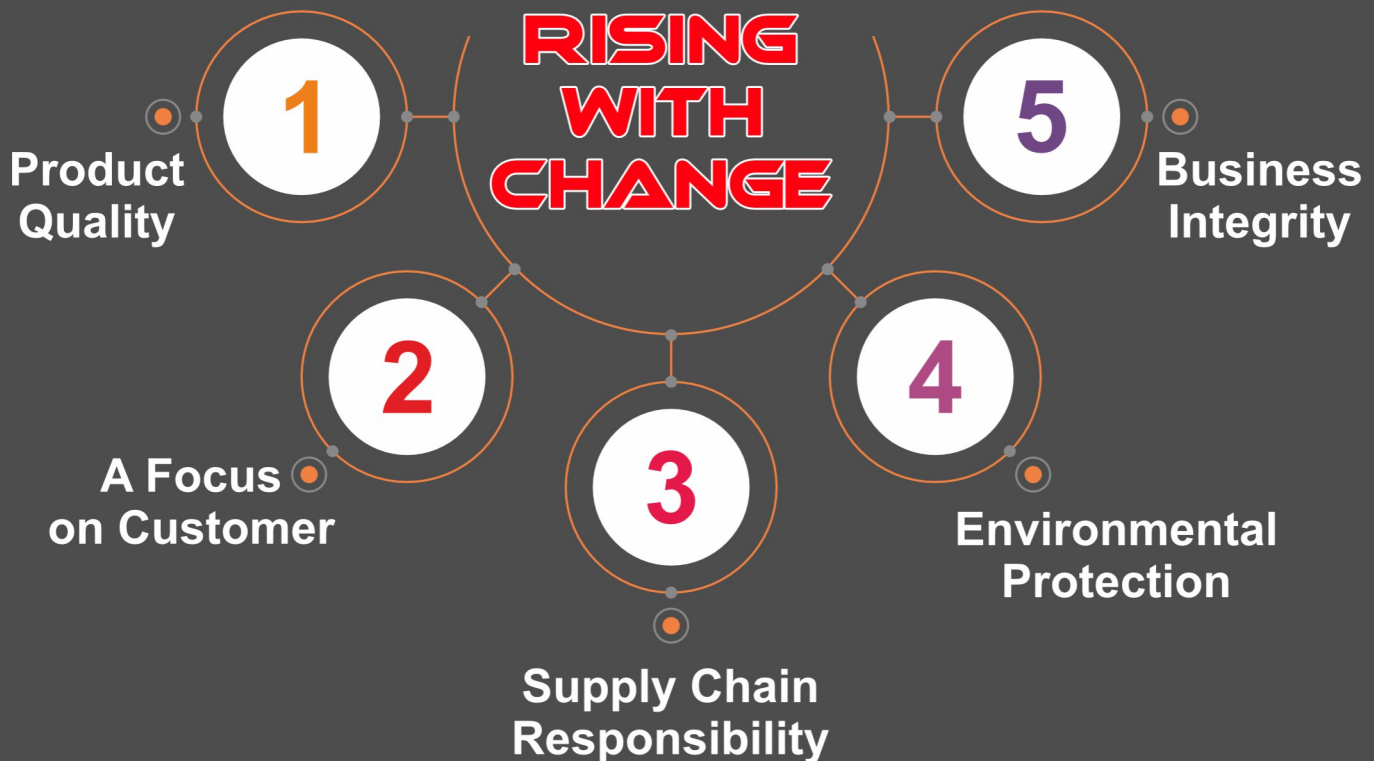 RISING
WITH
CHANGE
1
Product
Quality
2
A Focus
on Customer
3
Supply Chain
Responsibility
4
Environmental
Protection
5
Business
Integrity